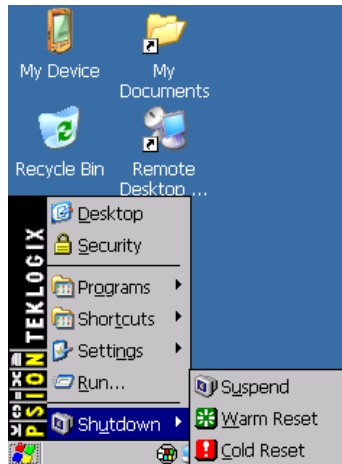 My Device
My
Documents
Recycle Bin
Remote
Desktop ...
PSION TEKLOGIX
Desktop
Security
Programs
Shortcuts
Settings
Run...
Shutdown
Suspend
Warm Reset
Cold Reset